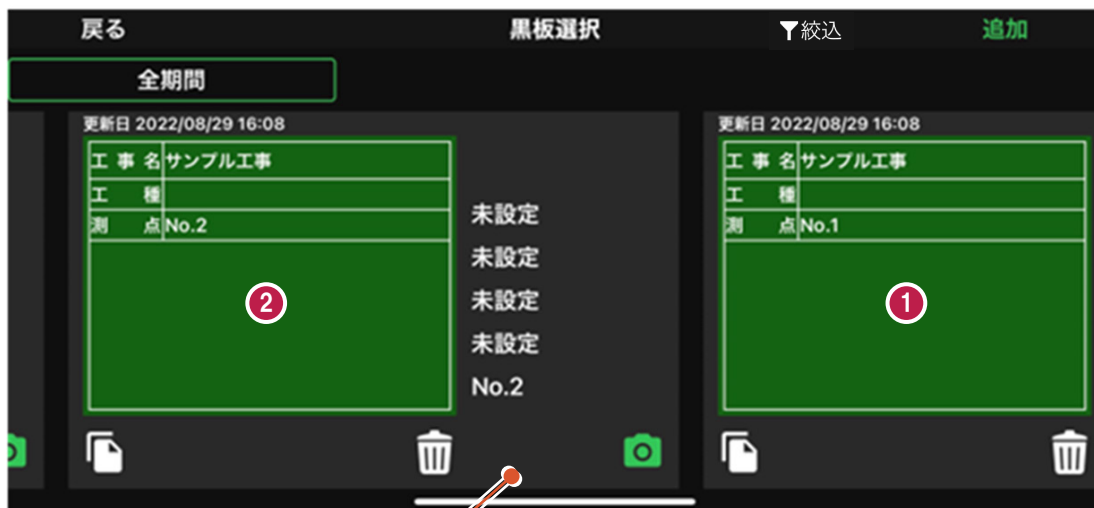 戻る
黒板選択
絞込
追加
全期間
更新日 2022/08/29 16:08
工事名 サンプル工事
工種
測点 No.2
2
未設定
未設定
未設定
未設定
No.2
更新日 2022/08/29 16:08
工事名 サンプル工事
工種
測点 No.1
1